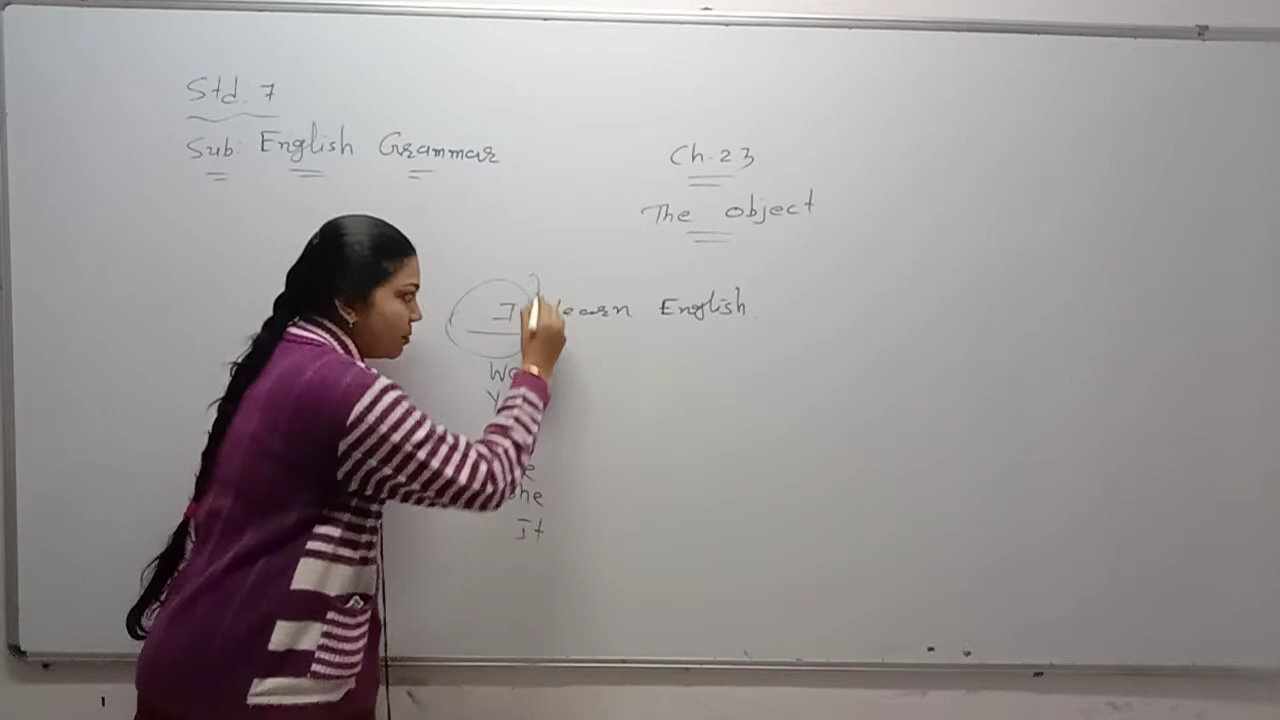 Std. 7
Sub: English Grammar
Ch. 23
The object
I learn English
We
She
It